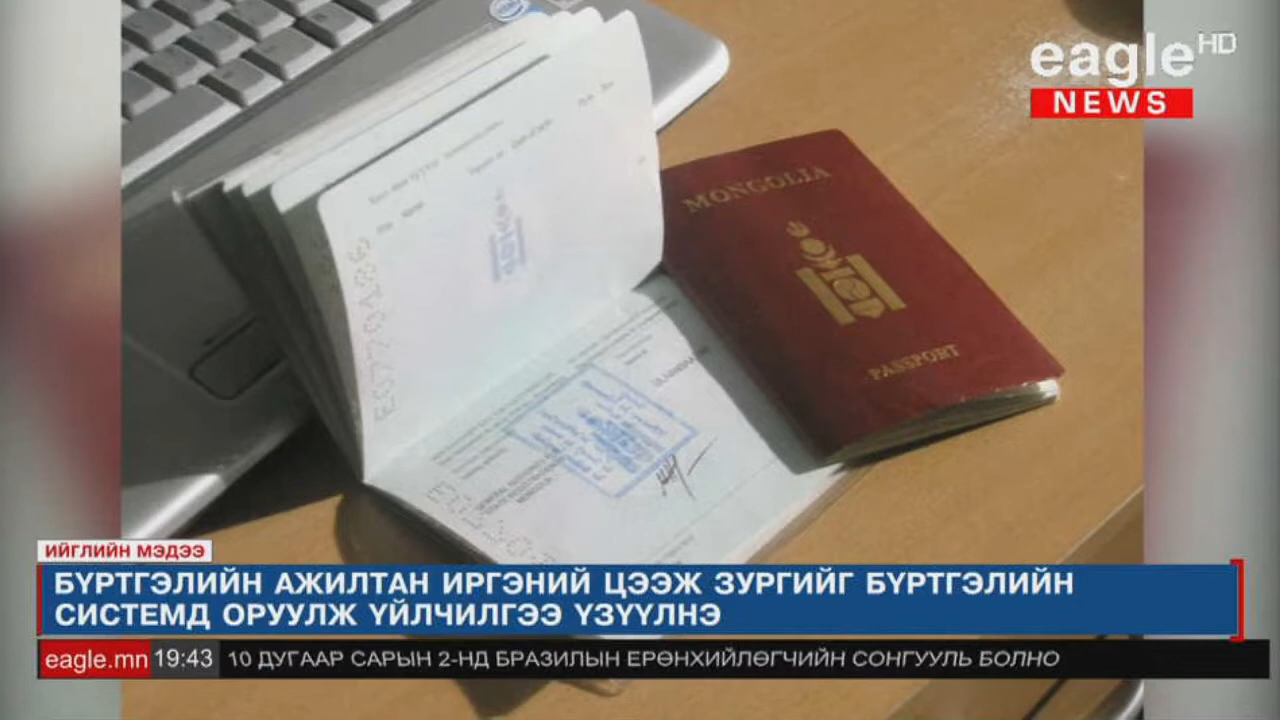 eagle HD
NEWS
MONGOLIA
PASSPORT
E0770186
ИЙГЛИЙН МЭДЭЭ
БҮРТГЭЛИЙН АЖИЛТАН ИРГЭНИЙ ЦЭЭЖ ЗУРГИЙГ БҮРТГЭЛИЙН
СИСТЕМД ОРУУЛЖ ҮЙЛЧИЛГЭЭ ҮЗҮҮЛНЭ
eagle.mn 19:43 10 ДУГААР САРЫН 2-НД БРАЗИЛЫН ЕРӨНХИЙЛӨГЧИЙН СОНГУУЛЬ БОЛНО